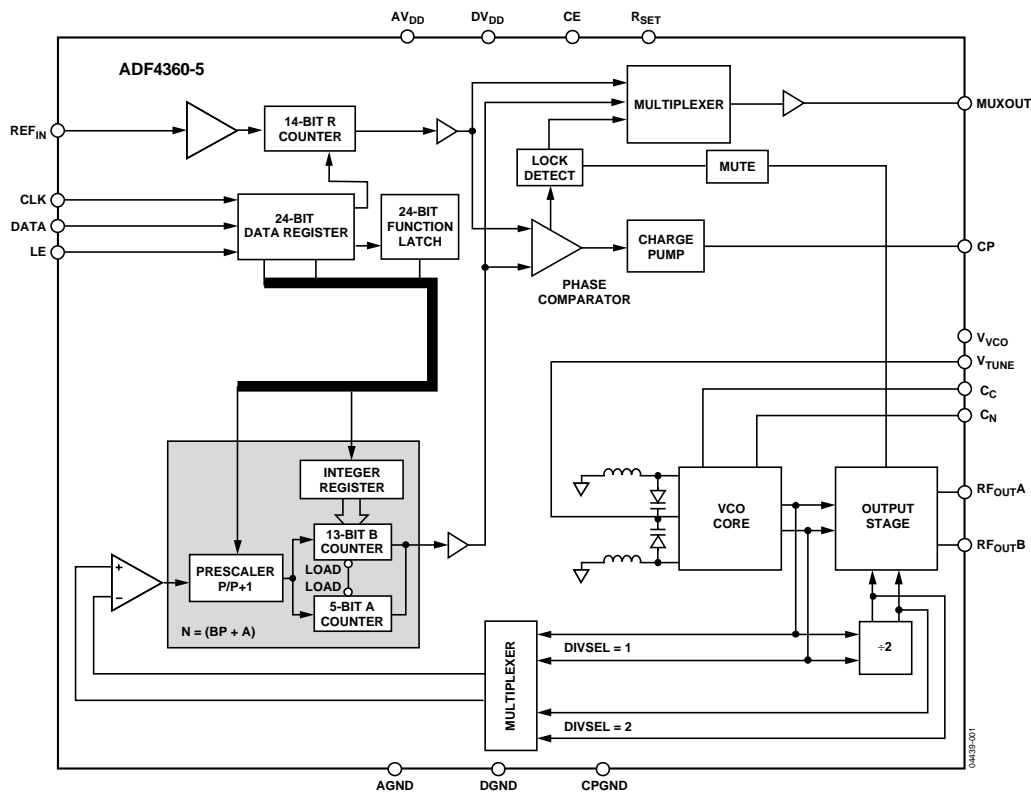 AVDD
DVDD
CE
RSET
ADF4360-5
MULTIPLEXER
MUXOUT
REFIN
14-BIT R
COUNTER
LOCK
DETECT
MUTE
CLK
DATA
LE
24-BIT
DATA REGISTER
24-BIT
FUNCTION
LATCH
CHARGE
PUMP
CP
PHASE
COMPARATOR
VVCO
VTUNE
CC
CN
INTEGER
REGISTER
13-BIT B
COUNTER
LOAD
LOAD
PRESCALER
P/P+1
5-BIT A
COUNTER
N = (BP + A)
+
−
VCO
CORE
OUTPUT
STAGE
RFOUTA
RFOUTB
MULTIPLEXER
DIVSEL = 1
÷2
DIVSEL = 2
04439-001
AGND
DGND
CPGND